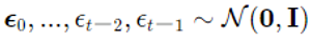 ϵ₀, ..., ϵₜ₋₂, ϵₜ₋₁ ∼ 𝒩(𝟎, 𝐈)